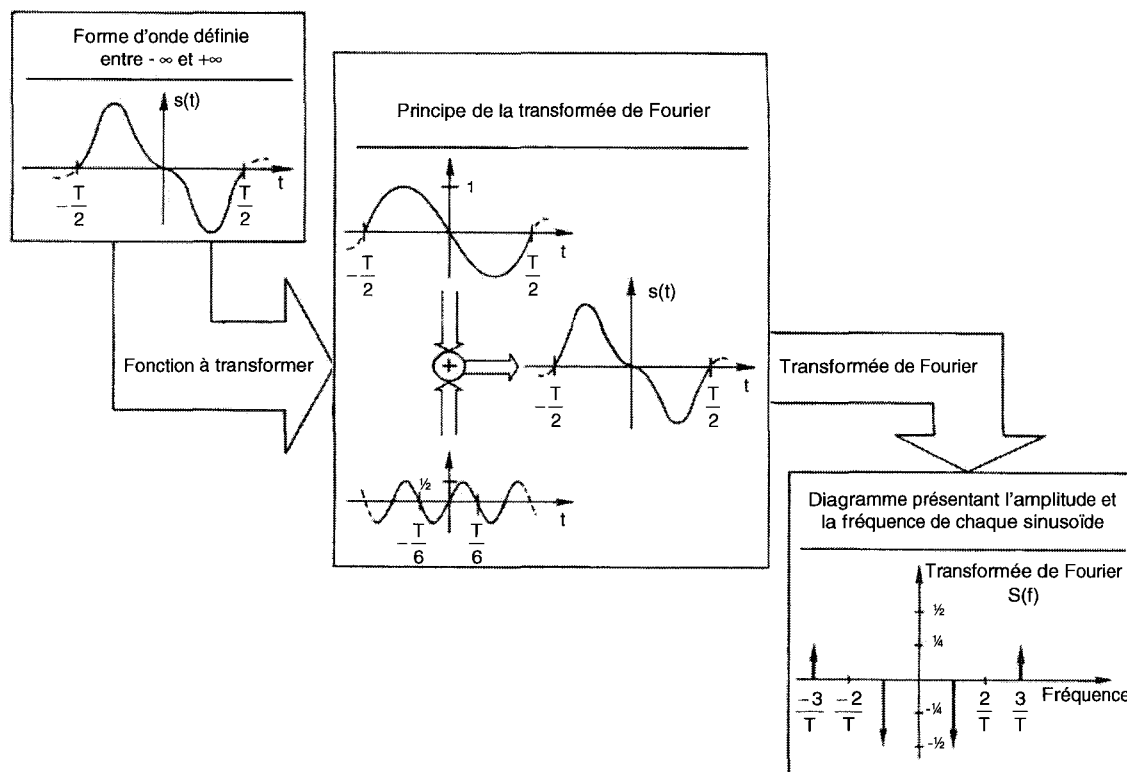 Forme d'onde définie
entre - ∞ et +∞
s(t)
t
-T/2
T/2
Fonction à transformer
Principe de la transformée de Fourier
1
t
-T/2
T/2
+
s(t)
t
-T/2
T/2
½
t
-T/6
T/6
Transformée de Fourier
Diagramme présentant l'amplitude et
la fréquence de chaque sinusoïde
Transformée de Fourier
S(f)
½
¼
Fréquence
-3/T
-2/T
2/T
3/T
-¼
-½